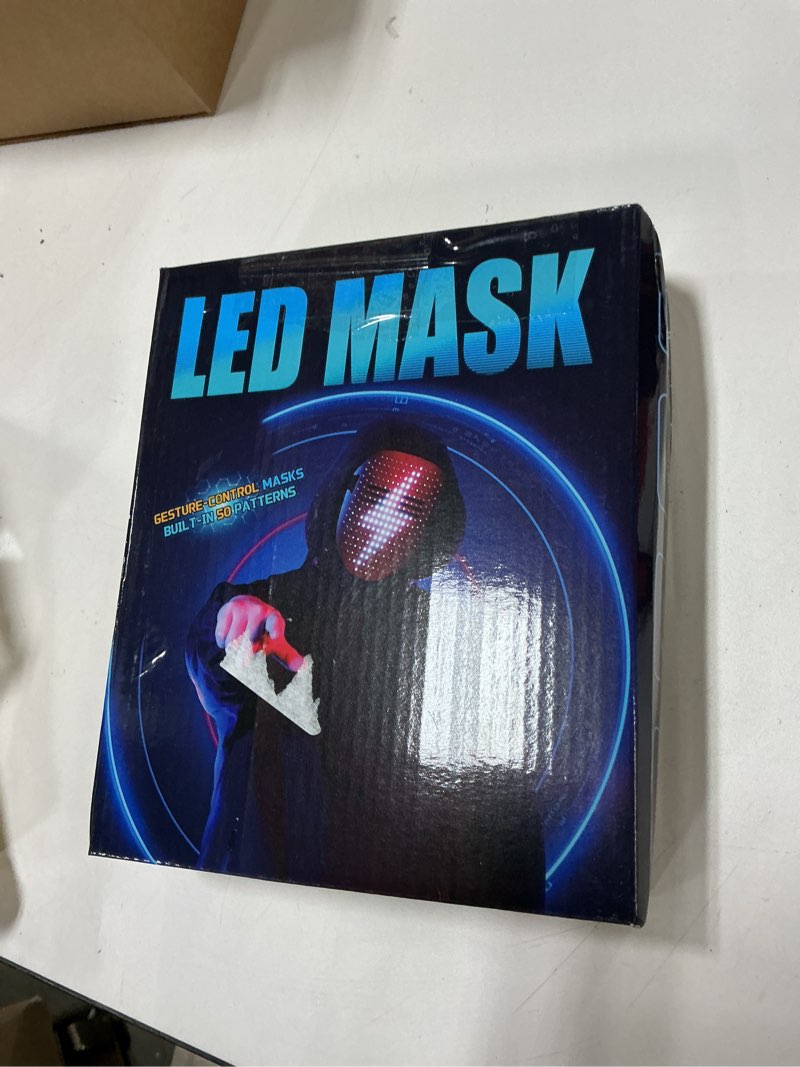 LED MASK
GESTURE-CONTROL MASKS
BUILT-IN 50 PATTERNS